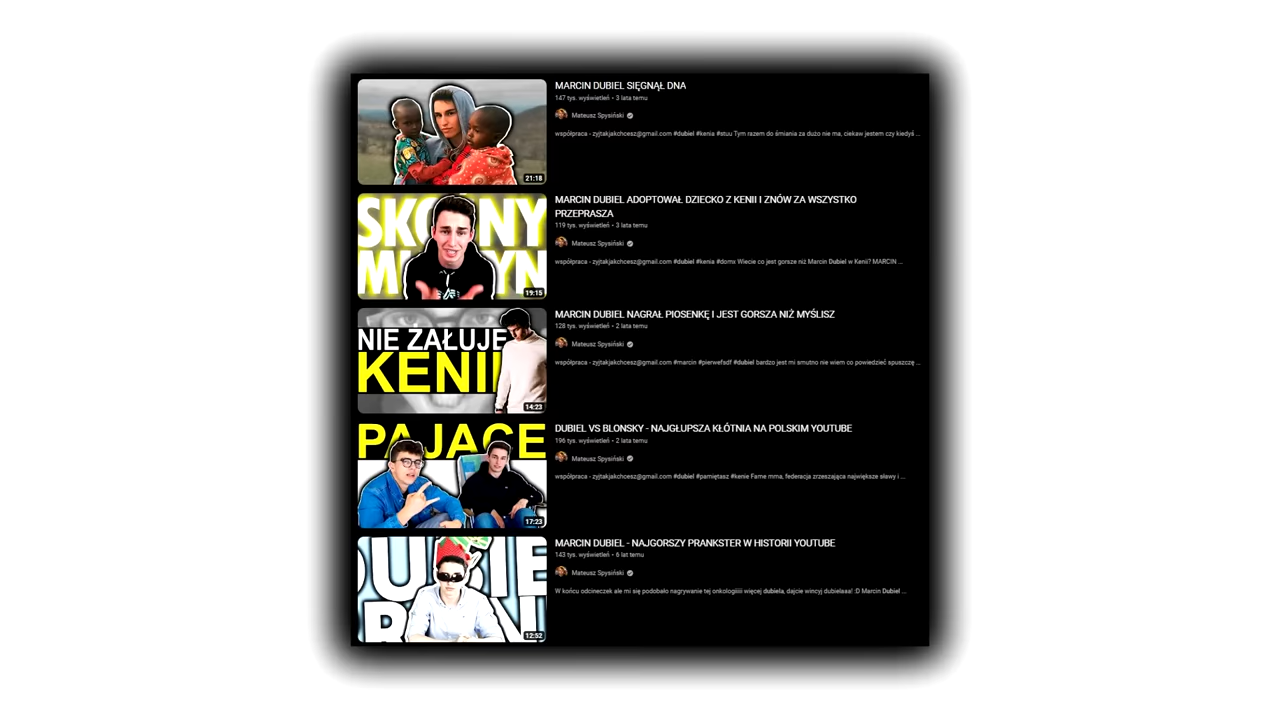 MARCIN DUBIEL SIĘGNĄŁ DNA
147 tys. wyświetleń • 3 lata temu
Mateusz Spysiński
współpraca - zyjtakjakchcesz@gmail.com #dubiel #kenia #stuu Tym razem do śmiania za dużo nie ma, ciekaw jestem czy kiedyś ...
21:18
SKO NY
M YN
19:15
MARCIN DUBIEL ADOPTOWAŁ DZIECKO Z KENII I ZNÓW ZA WSZYSTKO
PRZEPRASZA
119 tys. wyświetleń • 3 lata temu
Mateusz Spysiński
współpraca - zyjtakjakchcesz@gmail.com #dubiel #kenia #domx Wiecie co jest gorsze niż Marcin Dubiel w Kenii? MARCIN ...
NIE ŻAŁUJE
KENII
14:23
MARCIN DUBIEL NAGRAŁ PIOSENKĘ I JEST GORSZA NIŻ MYŚLISZ
128 tys. wyświetleń • 2 lata temu
Mateusz Spysiński
współpraca - zyjtakjakchcesz@gmail.com #marcin #pierwefadf #dubiel bardzo jest mi smutno nie wiem co powiedzieć spuszczę ...
PAJACE
17:23
DUBIEL VS BLONSKY - NAJGŁUPSZA KŁÓTNIA NA POLSKIM YOUTUBE
196 tys. wyświetleń • 2 lata temu
Mateusz Spysiński
współpraca - zyjtakjakchcesz@gmail.com #dubiel #pamiętasz #kenie Fame mma, federacja zrzeszająca największe sławy i ...
DUBIE
12:52
MARCIN DUBIEL - NAJGORSZY PRANKSTER W HISTORII YOUTUBE
143 tys. wyświetleń • 6 lat temu
Mateusz Spysiński
W końcu odcineczek ale mi się podobało nagrywanie tej onkologiiiii więcej dubiela, dajcie wincyj dubielaaa! :D Marcin Dubiel ...